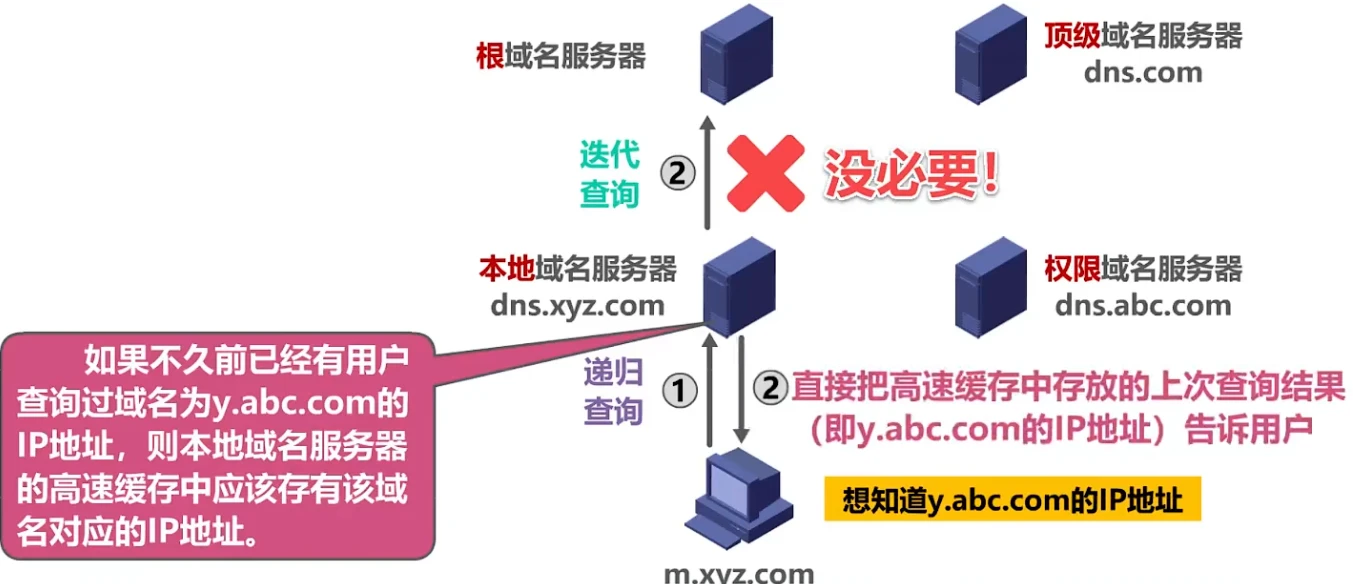 根域名服务器
顶级域名服务器
dns.com
迭代
查询
②
没必要！
本地域名服务器
dns.xyz.com
权限域名服务器
dns.abc.com
如果不久前已经有用户
查询过域名为y.abc.com的
IP地址，则本地域名服务器
的高速缓存中应该存有该域
名对应的IP地址。
递归
查询
①
②直接把高速缓存中存放的上次查询结果
（即y.abc.com的IP地址）告诉用户
想知道y.abc.com的IP地址
m.xyz.com